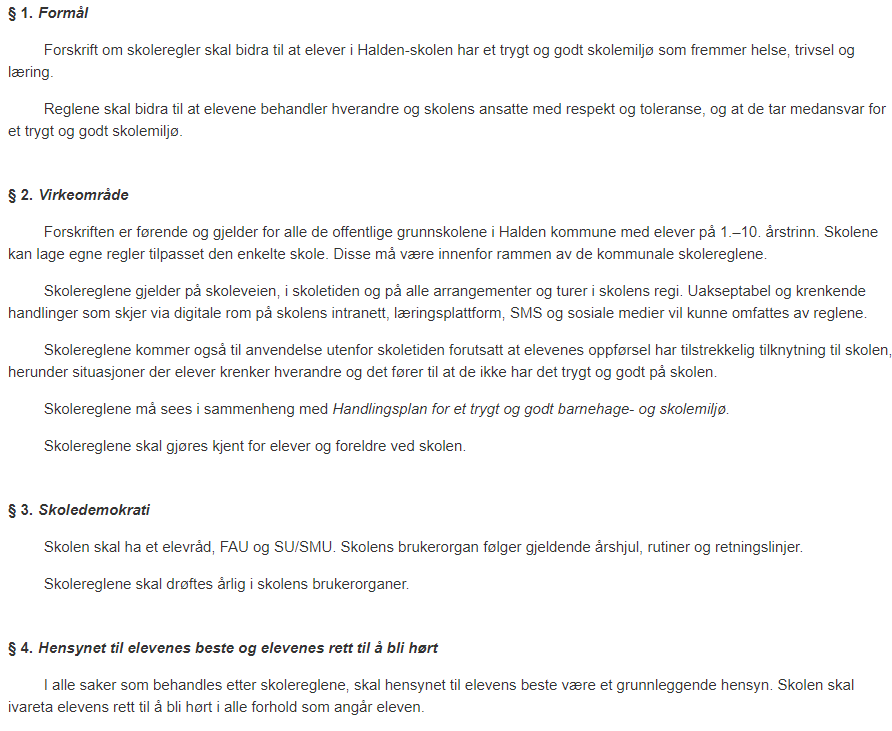 § 1. Formål
Forskrift om skoleregler skal bidra til at elever i Halden-skolen har et trygt og godt skolemiljø som fremmer helse, trivsel og
læring.
Reglene skal bidra til at elevene behandler hverandre og skolens ansatte med respekt og toleranse, og at de tar medansvar for
et trygt og godt skolemiljø.
§ 2. Virkeområde
Forskriften er førende og gjelder for alle de offentlige grunnskolene i Halden kommune med elever på 1.–10. årstrinn. Skolene
kan lage egne regler tilpasset den enkelte skole. Disse må være innenfor rammen av de kommunale skolereglene.
Skolereglene gjelder på skoleveien, i skoletiden og på alle arrangementer og turer i skolens regi. Uakseptabel og krenkende
handlinger som skjer via digitale rom på skolens intranett, læringsplattform, SMS og sosiale medier vil kunne omfattes av reglene.
Skolereglene kommer også til anvendelse utenfor skoletiden forutsatt at elevenes oppførsel har tilstrekkelig tilknytning til skolen,
herunder situasjoner der elever krenker hverandre og det fører til at de ikke har det trygt og godt på skolen.
Skolereglene må sees i sammenheng med Handlingsplan for et trygt og godt barnehage- og skolemiljø.
Skolereglene skal gjøres kjent for elever og foreldre ved skolen.
§ 3. Skoledemokrati
Skolen skal ha et elevråd, FAU og SU/SMU. Skolens brukerorgan følger gjeldende årshjul, rutiner og retningslinjer.
Skolereglene skal drøftes årlig i skolens brukerorganer.
§ 4. Hensynet til elevenes beste og elevenes rett til å bli hørt
I alle saker som behandles etter skolereglene, skal hensynet til elevens beste være et grunnleggende hensyn. Skolen skal
ivareta elevens rett til å bli hørt i alle forhold som angår eleven.